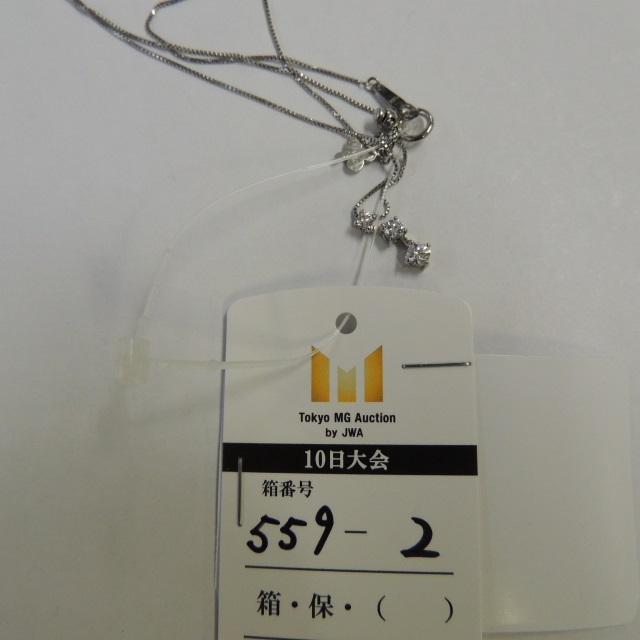 Tokyo MG Auction
by JWA
10日大会
箱番号
559-2
箱・保・（　　）